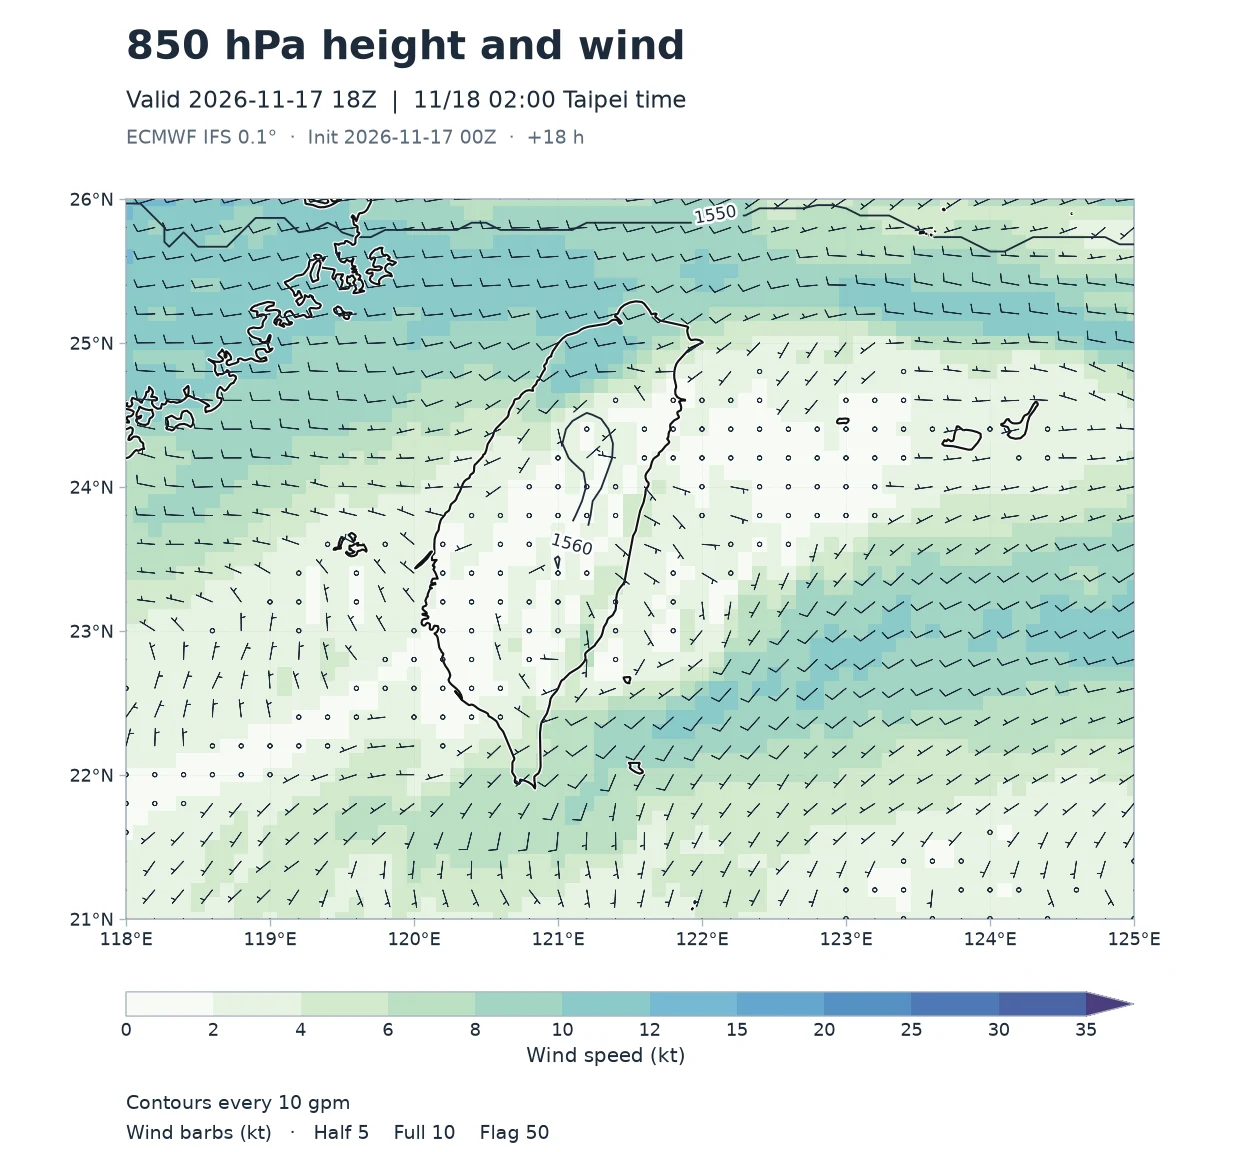 850 hPa height and wind
Valid 2026-11-17 18Z | 11/18 02:00 Taipei time
ECMWF IFS 0.1° · Init 2026-11-17 00Z · +18 h
26°N
1550
25°N
24°N
1560
23°N
22°N
21°N
118°E 119°E 120°E 121°E 122°E 123°E 124°E 125°E
0 2 4 6 8 10 12 15 20 25 30 35
Wind speed (kt)
Contours every 10 gpm
Wind barbs (kt) · Half 5 Full 10 Flag 50